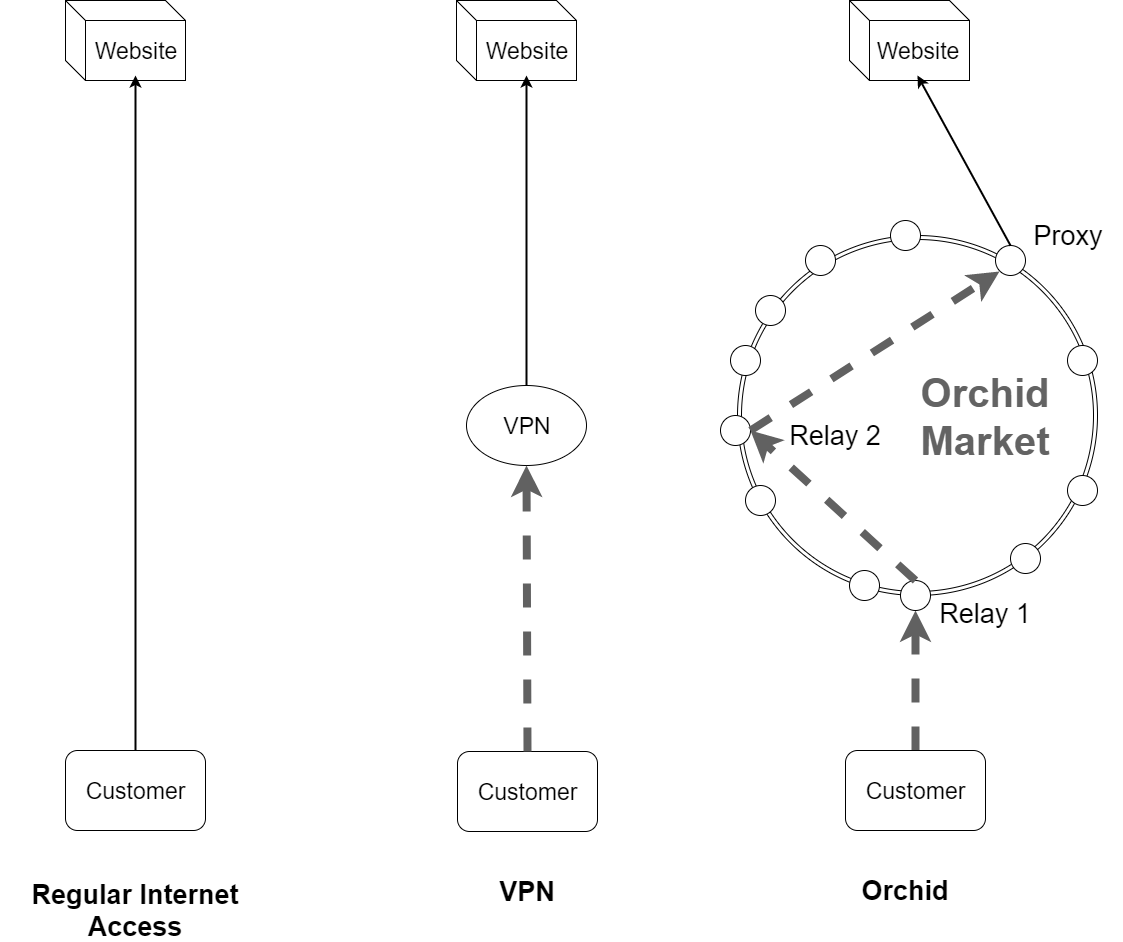 Website
Website
Website
Proxy
Orchid
Market
Relay 2
VPN
Relay 1
Customer
Customer
Customer
Regular Internet
Access
VPN
Orchid